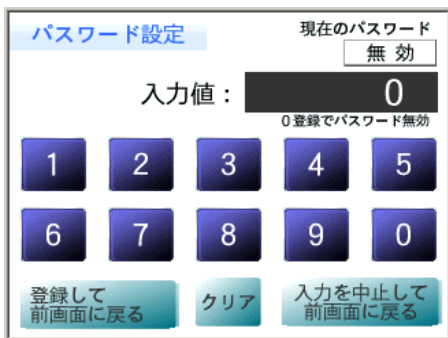 パスワード設定
現在のパスワード
無効
入力値：
0
0登録でパスワード無効
1 2 3 4 5
6 7 8 9 0
登録して
前画面に戻る
クリア
入力を中止して
前画面に戻る